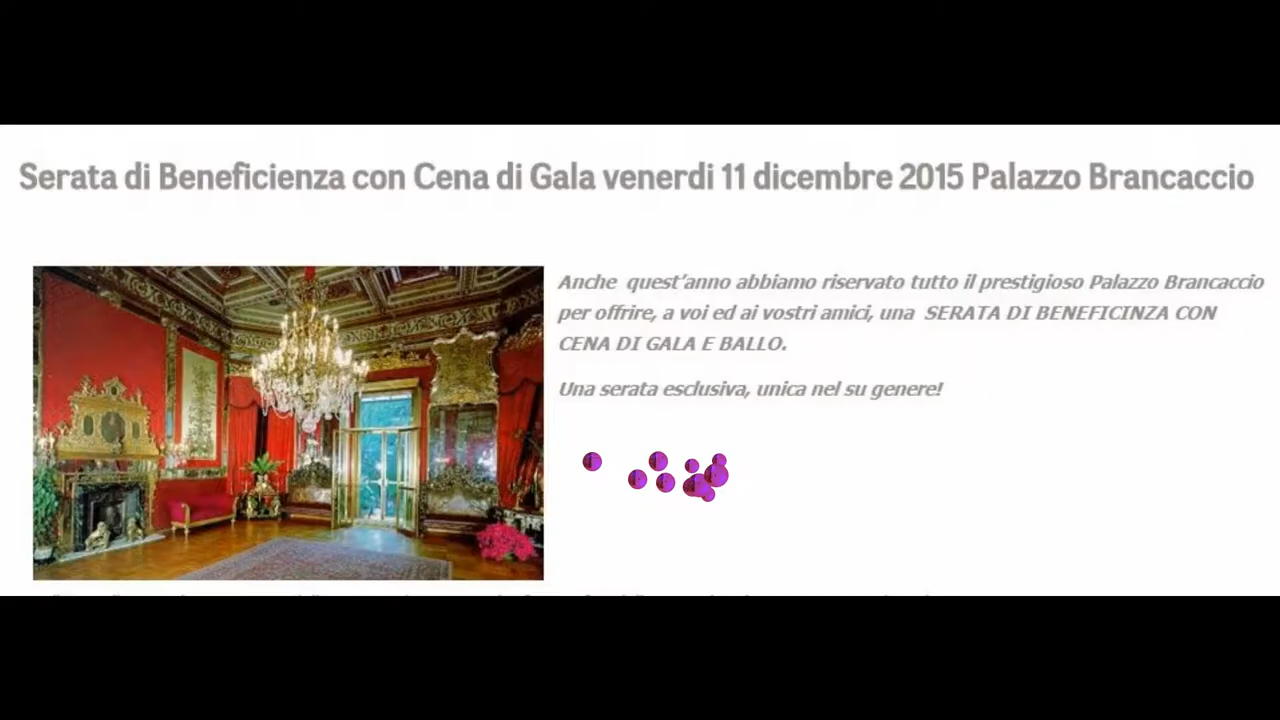 Serata di Beneficienza con Cena di Gala venerdi 11 dicembre 2015 Palazzo Brancaccio
Anche quest’anno abbiamo riservato tutto il prestigioso Palazzo Brancaccio
per offrire, a voi ed ai vostri amici, una SERATA DI BENEFICINZA CON
CENA DI GALA E BALLO.
Una serata esclusiva, unica nel su genere!